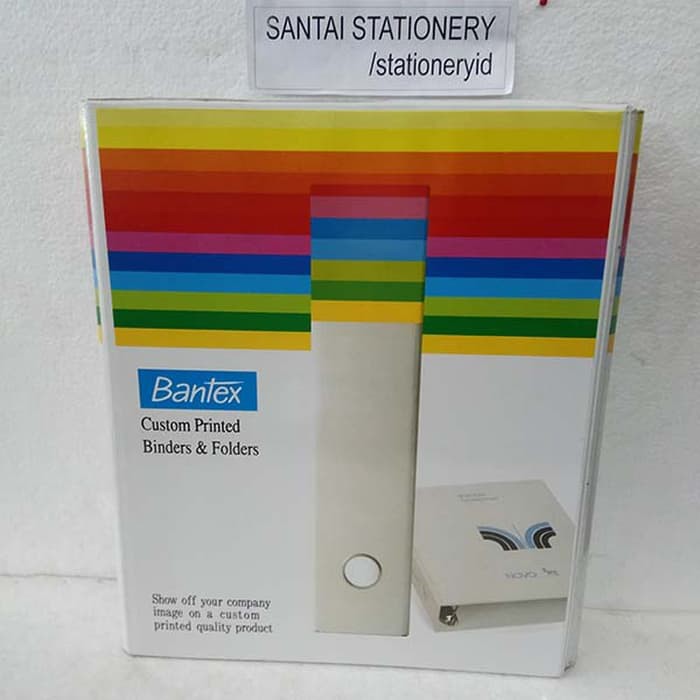 SANTAI STATIONERY
/stationeryid
Bantex
Custom Printed
Binders & Folders
Show off your company
image on a custom
printed quality product